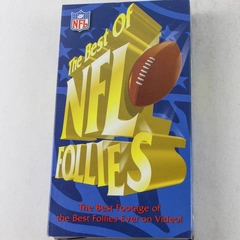 NFL
The Best Of
NFL
FOLLIES
The Best Footage of
the Best Follies Ever on Video!